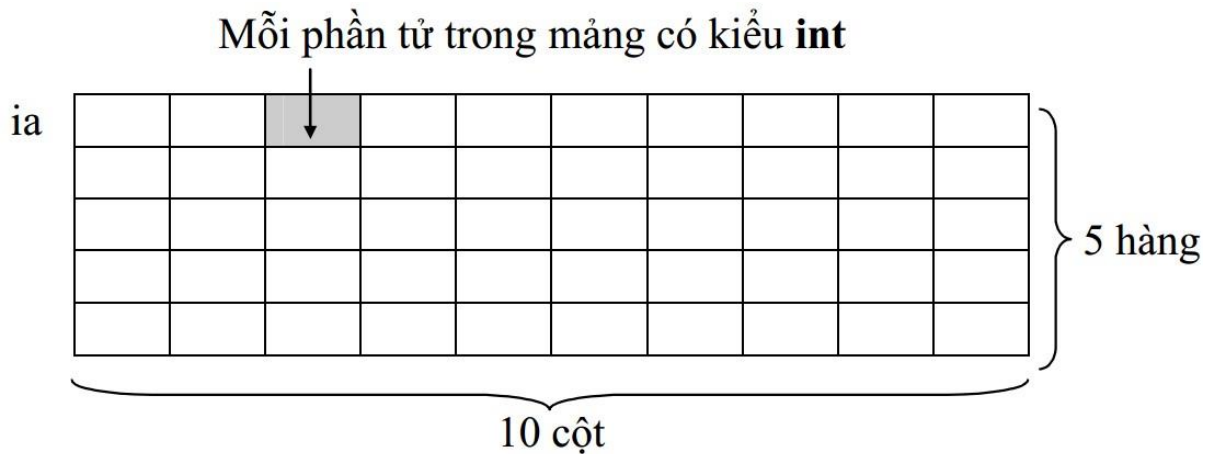 Mỗi phần tử trong mảng có kiểu int
ia
5 hàng
10 cột